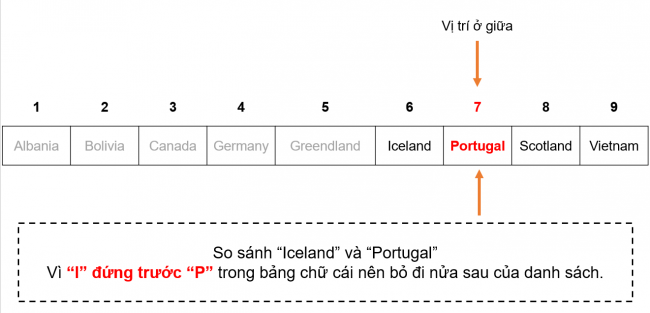 Vị trí ở giữa
1 2 3 4 5 6 7 8 9
Albania Bolivia Canada Germany Greendland Iceland Portugal Scotland Vietnam
So sánh “Iceland” và “Portugal”
Vì “I” đứng trước “P” trong bảng chữ cái nên bỏ đi nửa sau của danh sách.